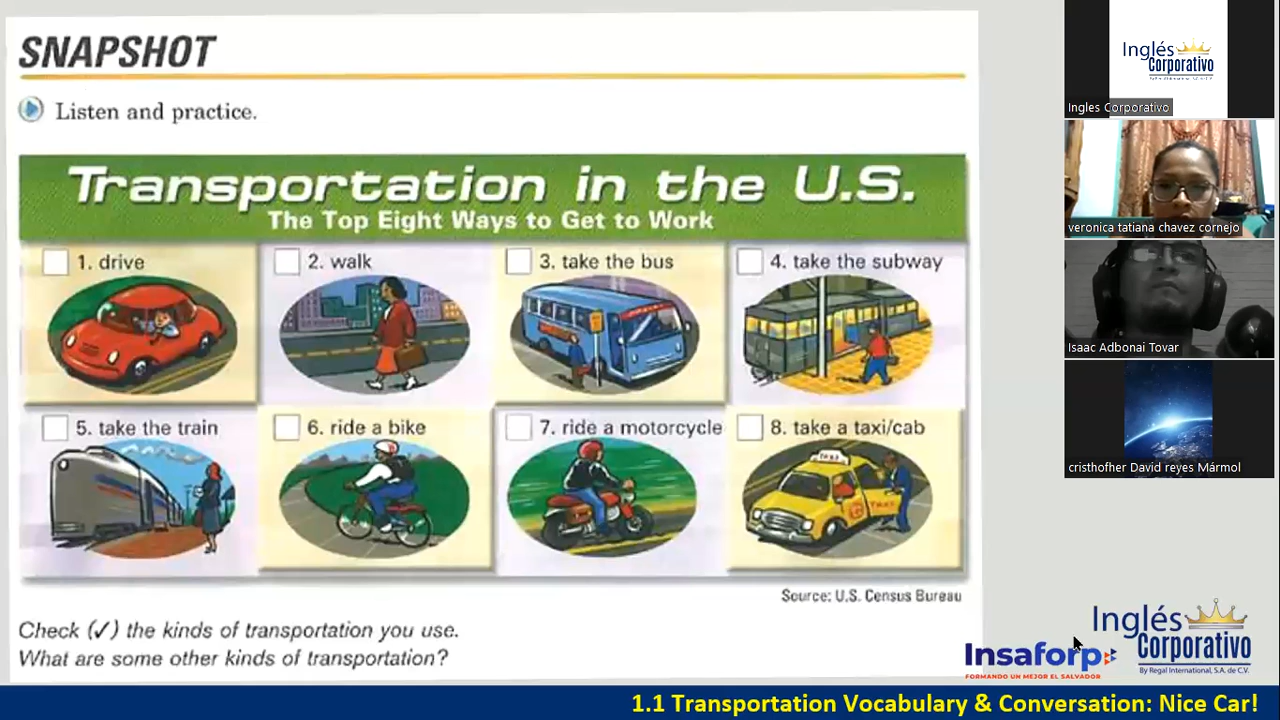 SNAPSHOT
Listen and practice.
Transportation in the U.S.
The Top Eight Ways to Get to Work
1. drive
2. walk
3. take the bus
4. take the subway
5. take the train
6. ride a bike
7. ride a motorcycle
8. take a taxi/cab
TAXI
TAXI
Source: U.S. Census Bureau
Check (✓) the kinds of transportation you use.
What are some other kinds of transportation?
Inglés
Corporativo
Ingles Corporativo
veronica tatiana chavez cornejo
Isaac Adbonai Tovar
cristhofher David reyes Mármol
Insaforp
FORMANDO UN MEJOR EL SALVADOR
Inglés
Corporativo
By Regal International, S.A. de C.V.
1.1 Transportation Vocabulary & Conversation: Nice Car!